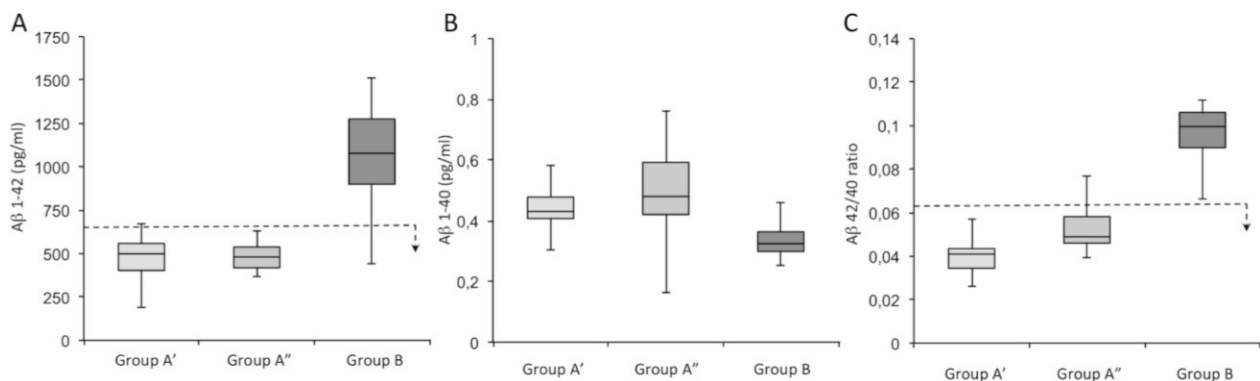 A
Aβ 1-42 (pg/ml)
1750
1500
1250
1000
750
500
250
0
Group A′
Group A″
Group B
B
Aβ 1-40 (pg/ml)
1
0,8
0,6
0,4
0,2
0
Group A′
Group A″
Group B
C
Aβ 42/40 ratio
0,14
0,12
0,1
0,08
0,06
0,04
0,02
0
Group A′
Group A″
Group B